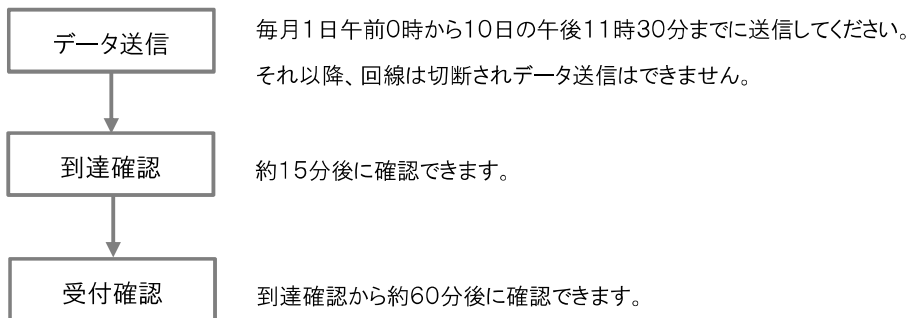 データ送信
毎月1日午前0時から10日の午後11時30分までに送信してください。
それ以降、回線は切断されデータ送信はできません。
到達確認
約15分後に確認できます。
受付確認
到達確認から約60分後に確認できます。